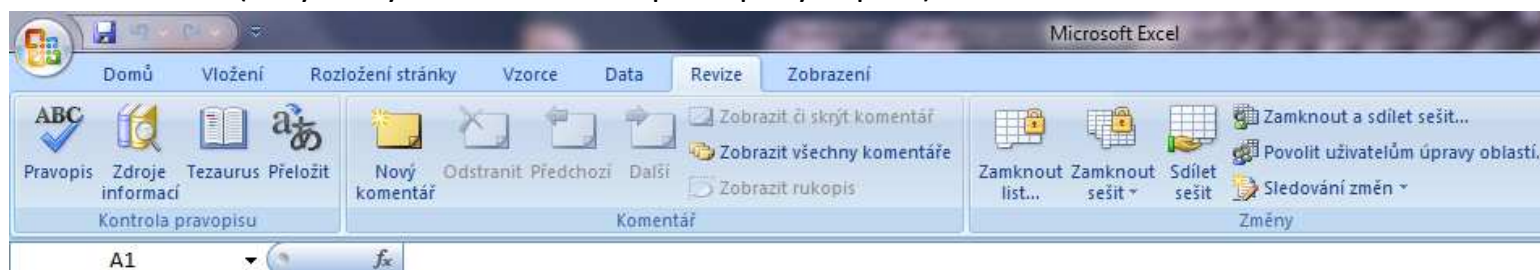 Microsoft Excel
Domů Vložení Rozložení stránky Vzorce Data Revize Zobrazení
ABC
Pravopis
Zdroje
informací
Tezaurus
Přeložit
Kontrola pravopisu
Nový
komentář
Odstranit
Předchozí
Další
Zobrazit či skrýt komentář
Zobrazit všechny komentáře
Zobrazit rukopis
Komentář
Zamknout
list...
Zamknout
sešit
Sdílet
sešit
Zamknout a sdílet sešit...
Povolit uživatelům úpravy oblastí.
Sledování změn
Změny
A1 fx